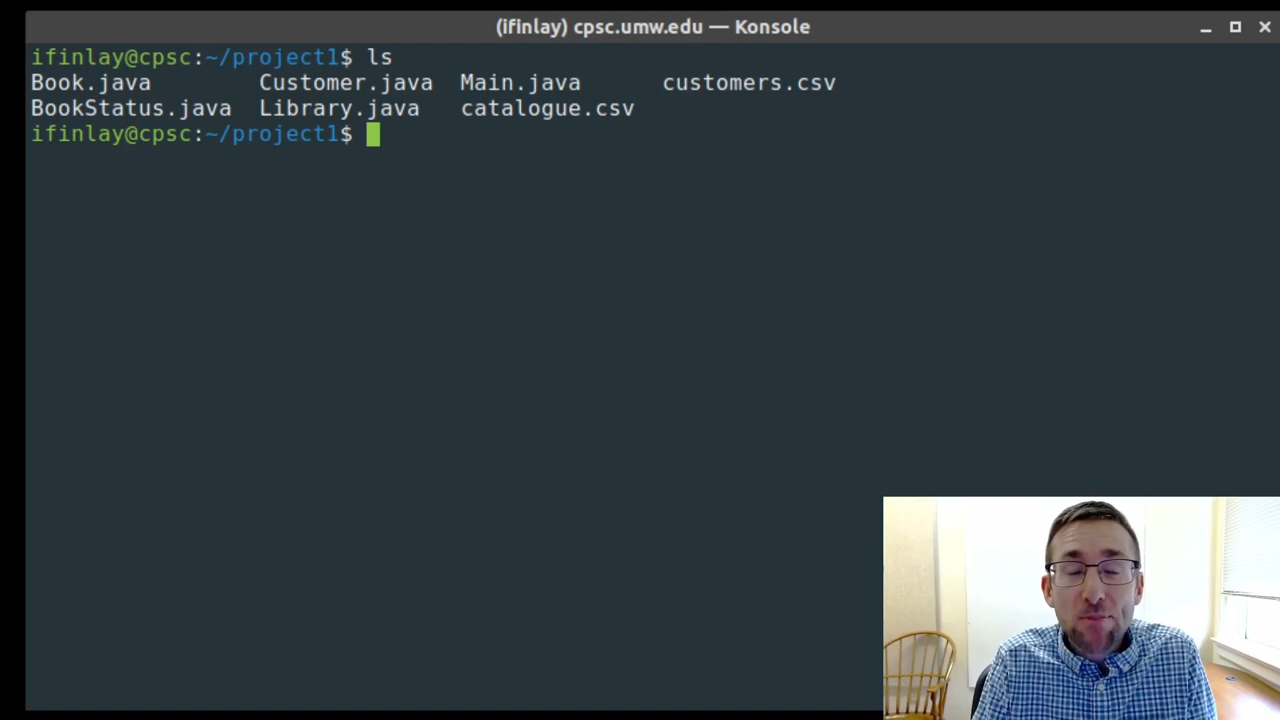 (ifinlay) cpsc.umw.edu — Konsole
ifinlay@cpsc:~/project1$ ls
Book.java Customer.java Main.java customers.csv
BookStatus.java Library.java catalogue.csv
ifinlay@cpsc:~/project1$